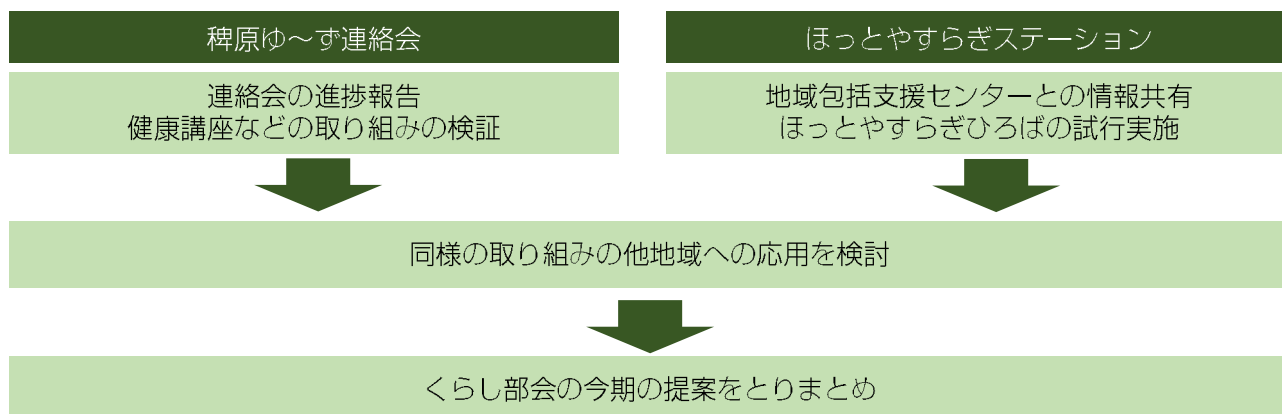 稗原ゆ～ず連絡会
連絡会の進捗報告
健康講座などの取り組みの検証
ほっとやすらぎステーション
地域包括支援センターとの情報共有
ほっとやすらぎひろばの試行実施
同様の取り組みの他地域への応用を検討
くらし部会の今期の提案をとりまとめ